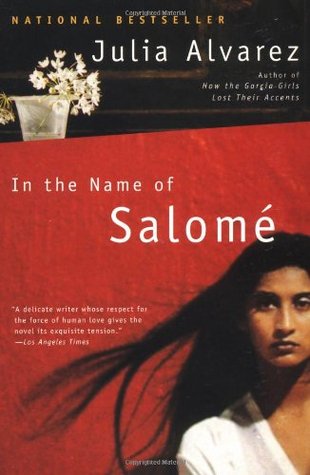 NATIONAL BESTSELLER
Julia Alvarez
Author of
How the García Girls
Lost Their Accents
In the Name of
Salomé
"A delicate writer whose respect for
the force of human love gives the
novel its exquisite tension."
—Los Angeles Times